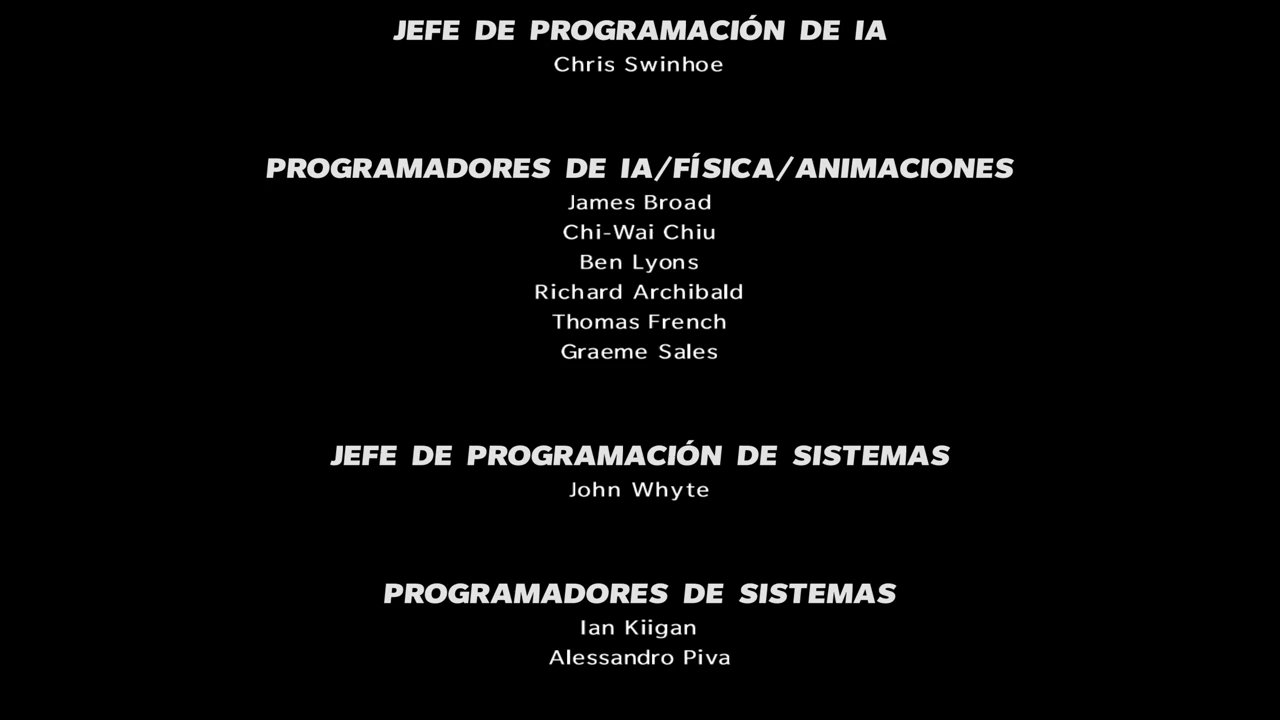 JEFE DE PROGRAMACIÓN DE IA
Chris Swinhoe
PROGRAMADORES DE IA/FÍSICA/ANIMACIONES
James Broad
Chi-Wai Chiu
Ben Lyons
Richard Archibald
Thomas French
Graeme Sales
JEFE DE PROGRAMACIÓN DE SISTEMAS
John Whyte
PROGRAMADORES DE SISTEMAS
Ian Kiigan
Alessandro Piva